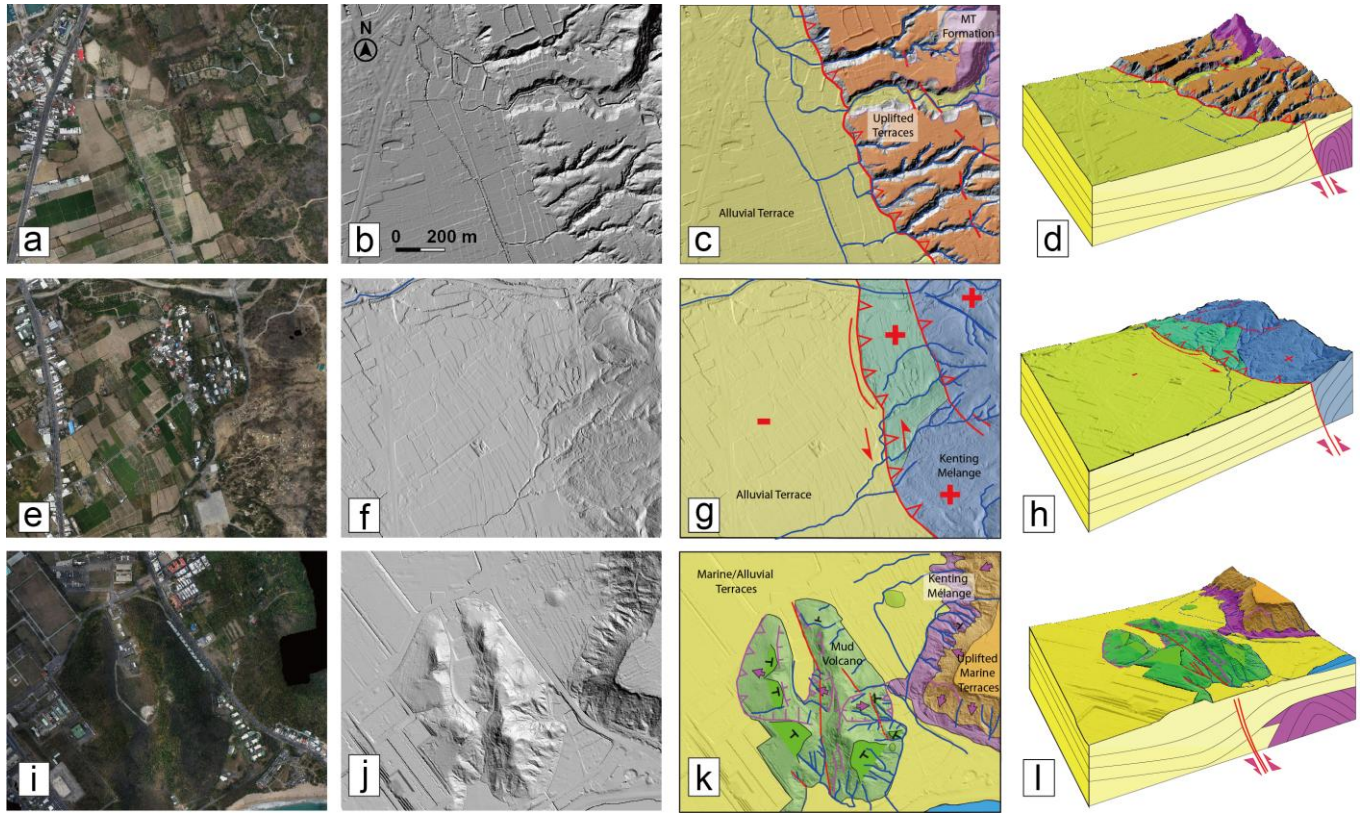 a
b
N
0 200 m
c
MT
Formation
Uplifted
Terraces
Alluvial Terrace
d
e
f
g
+
+
-
Kenting
Melange
+
Alluvial Terrace
h
-
+
i
j
k
Marine/Alluvial
Terraces
Kenting
Mélange
Mud
Volcano
Uplifted
Marine
Terraces
l